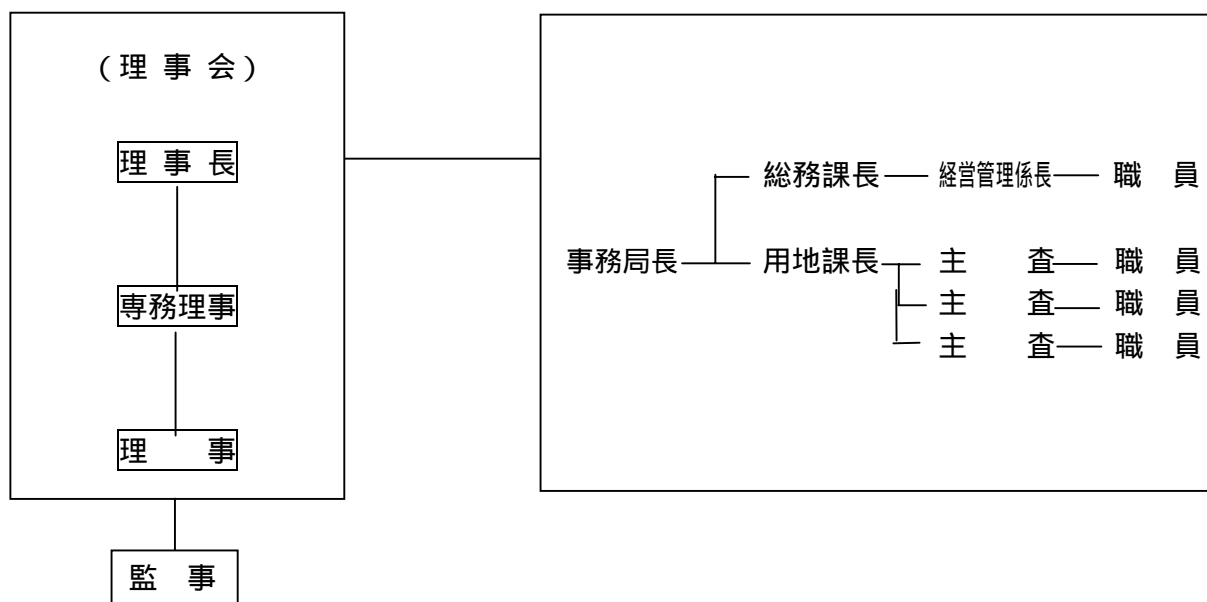 (理 事 会)
理 事 長
専務理事
理 事
監 事
総務課長 経営管理係長 職 員
事務局長 用地課長 主 査 職 員
主 査 職 員
主 査 職 員